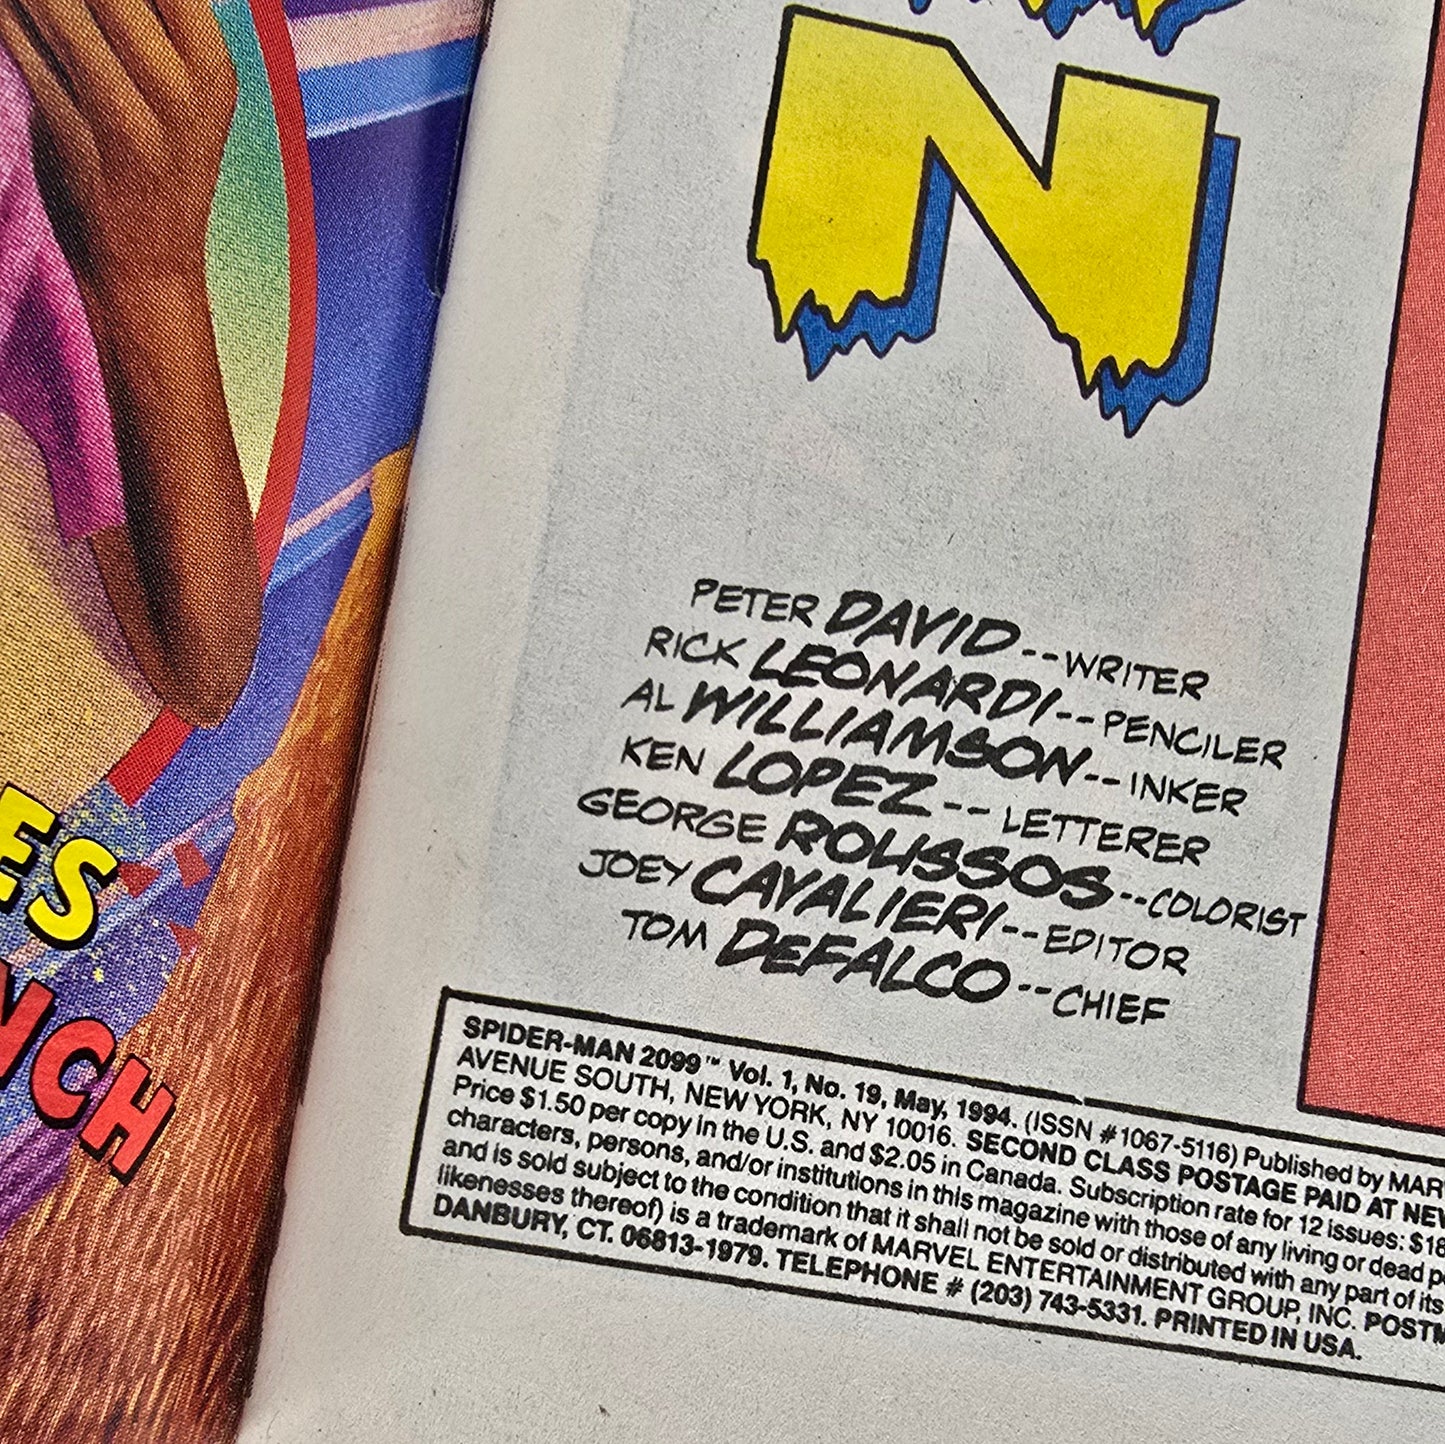 N
ES
NCH
PETER DAVID--WRITER
RICK LEONARDI--PENCILER
AL WILLIAMSON--INKER
KEN LOPEZ--LETTERER
GEORGE ROUSSOS--COLORIST
JOEY CAVALIERI--EDITOR
TOM DeFALCO--CHIEF
SPIDER-MAN 2099™ Vol. 1, No. 19, May, 1994. (ISSN #1067-5116) Published by MAR
AVENUE SOUTH, NEW YORK, NY 10016. SECOND CLASS POSTAGE PAID AT NEW
Price $1.50 per copy in the U.S. and $2.05 in Canada. Subscription rate for 12 issues: $18
characters, persons, and/or institutions in this magazine with those of any living or dead p
and is sold subject to the condition that it shall not be sold or distributed with any part of its
likenesses thereof) is a trademark of MARVEL ENTERTAINMENT GROUP, INC. POSTM
DANBURY, CT. 06813-1979. TELEPHONE # (203) 743-5331. PRINTED IN USA.